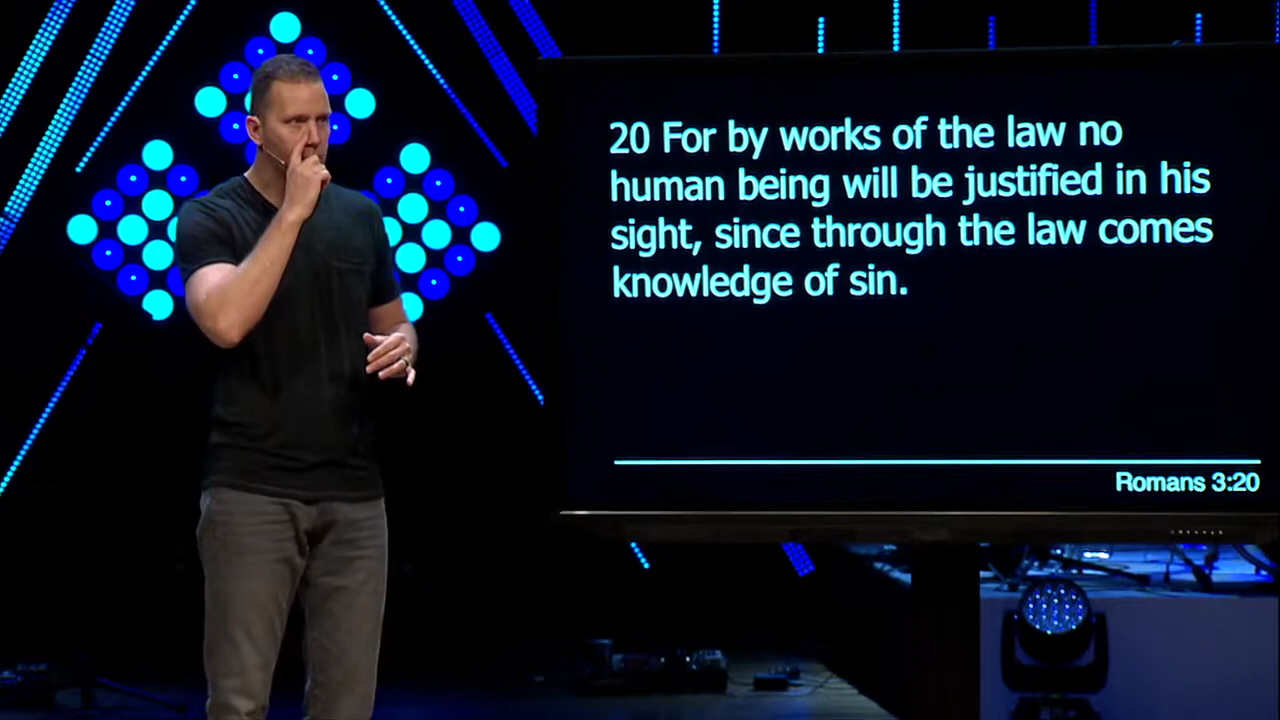 20 For by works of the law no
human being will be justified in his
sight, since through the law comes
knowledge of sin.
Romans 3:20